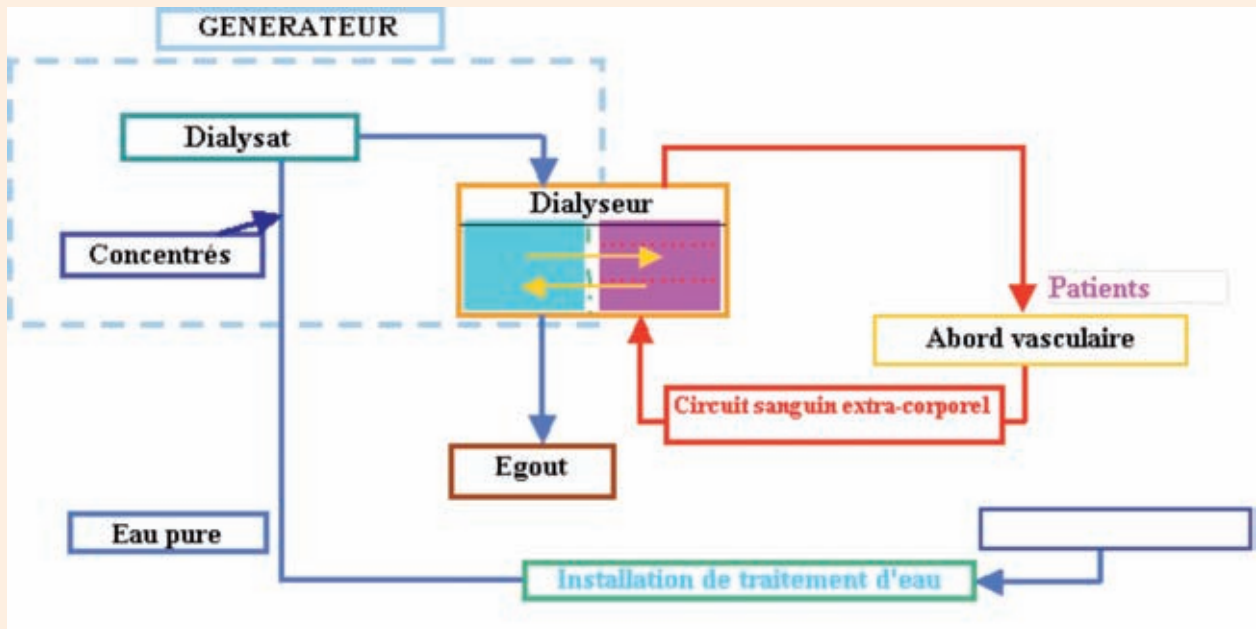 GENERATEUR
Dialysat
Dialyseur
Concentrés
Patients
Abord vasculaire
Circuit sanguin extra-corporel
Egout
Eau pure
Installation de traitement d'eau